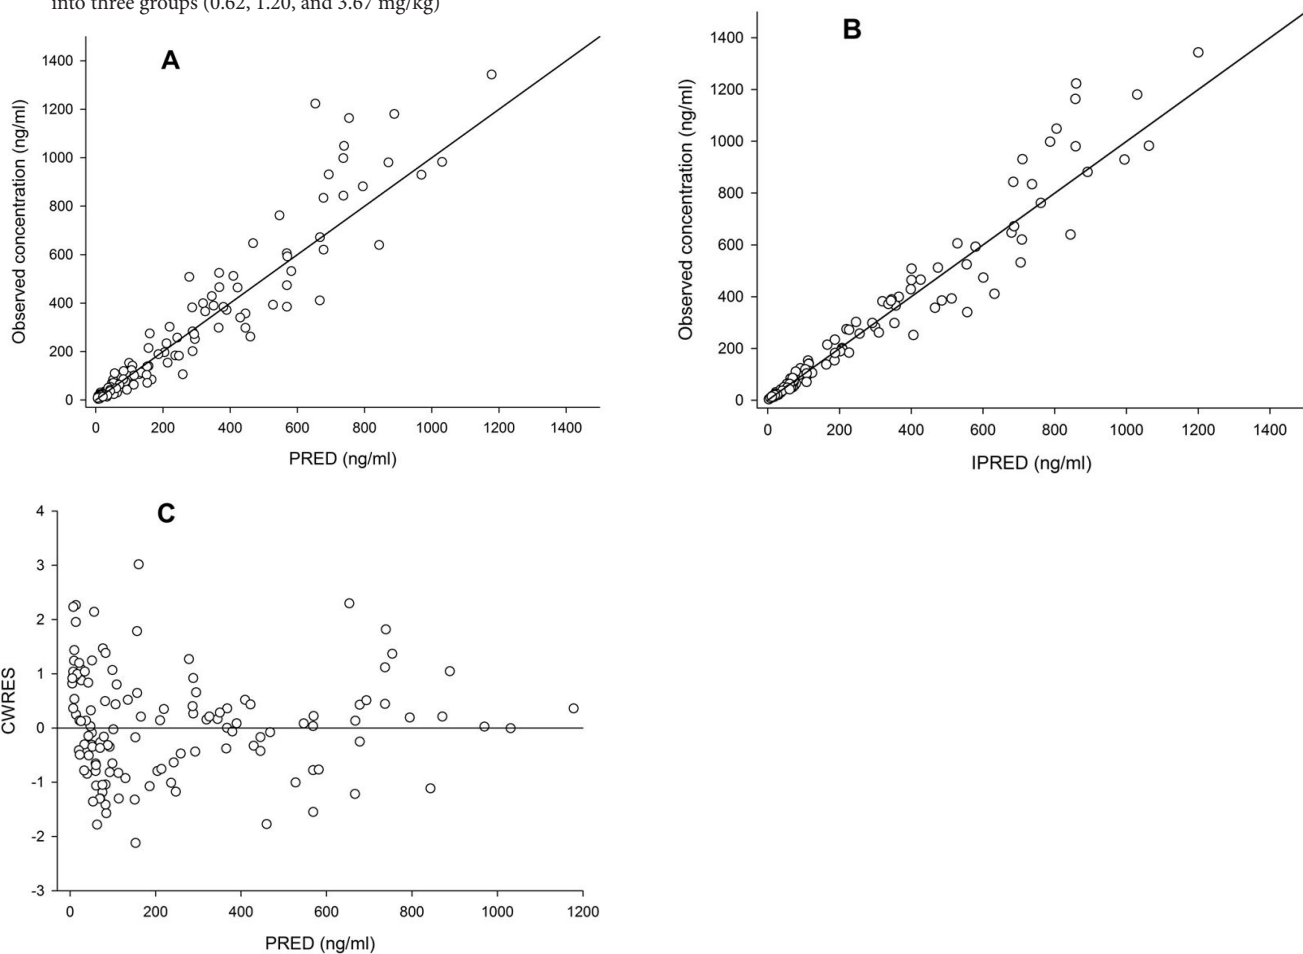 into three groups (0.62, 1.20, and 3.67 mg/kg)
A
Observed concentration (ng/ml)
1400
1200
1000
800
600
400
200
0
0 200 400 600 800 1000 1200 1400
PRED (ng/ml)
B
Observed concentration (ng/ml)
1400
1200
1000
800
600
400
200
0
0 200 400 600 800 1000 1200 1400
IPRED (ng/ml)
C
CWRES
4
3
2
1
0
-1
-2
-3
0 200 400 600 800 1000 1200
PRED (ng/ml)